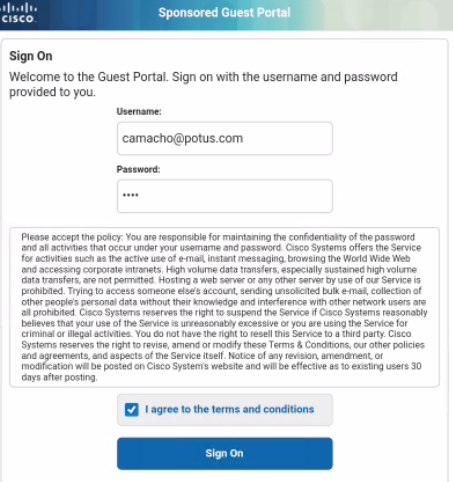 CISCO
Sponsored Guest Portal
Sign On
Welcome to the Guest Portal. Sign on with the username and password
provided to you.
Username:
camacho@potus.com
Password:
••••
Please accept the policy: You are responsible for maintaining the confidentiality of the password
and all activities that occur under your username and password. Cisco Systems offers the Service
for activities such as the active use of e-mail, instant messaging, browsing the World Wide Web
and accessing corporate intranets. High volume data transfers, especially sustained high volume
data transfers, are not permitted. Hosting a web server or any other server by use of our Service is
prohibited. Trying to access someone else's account, sending unsolicited bulk e-mail, collection of
other people's personal data without their knowledge and interference with other network users are
all prohibited. Cisco Systems reserves the right to suspend the Service if Cisco Systems reasonably
believes that your use of the Service is unreasonably excessive or you are using the Service for
criminal or illegal activities. You do not have the right to resell this Service to a third party. Cisco
Systems reserves the right to revise, amend or modify these Terms & Conditions, our other policies
and agreements, and aspects of the Service itself. Notice of any revision, amendment, or
modification will be posted on Cisco System's website and will be effective as to existing users 30
days after posting.
I agree to the terms and conditions
Sign On